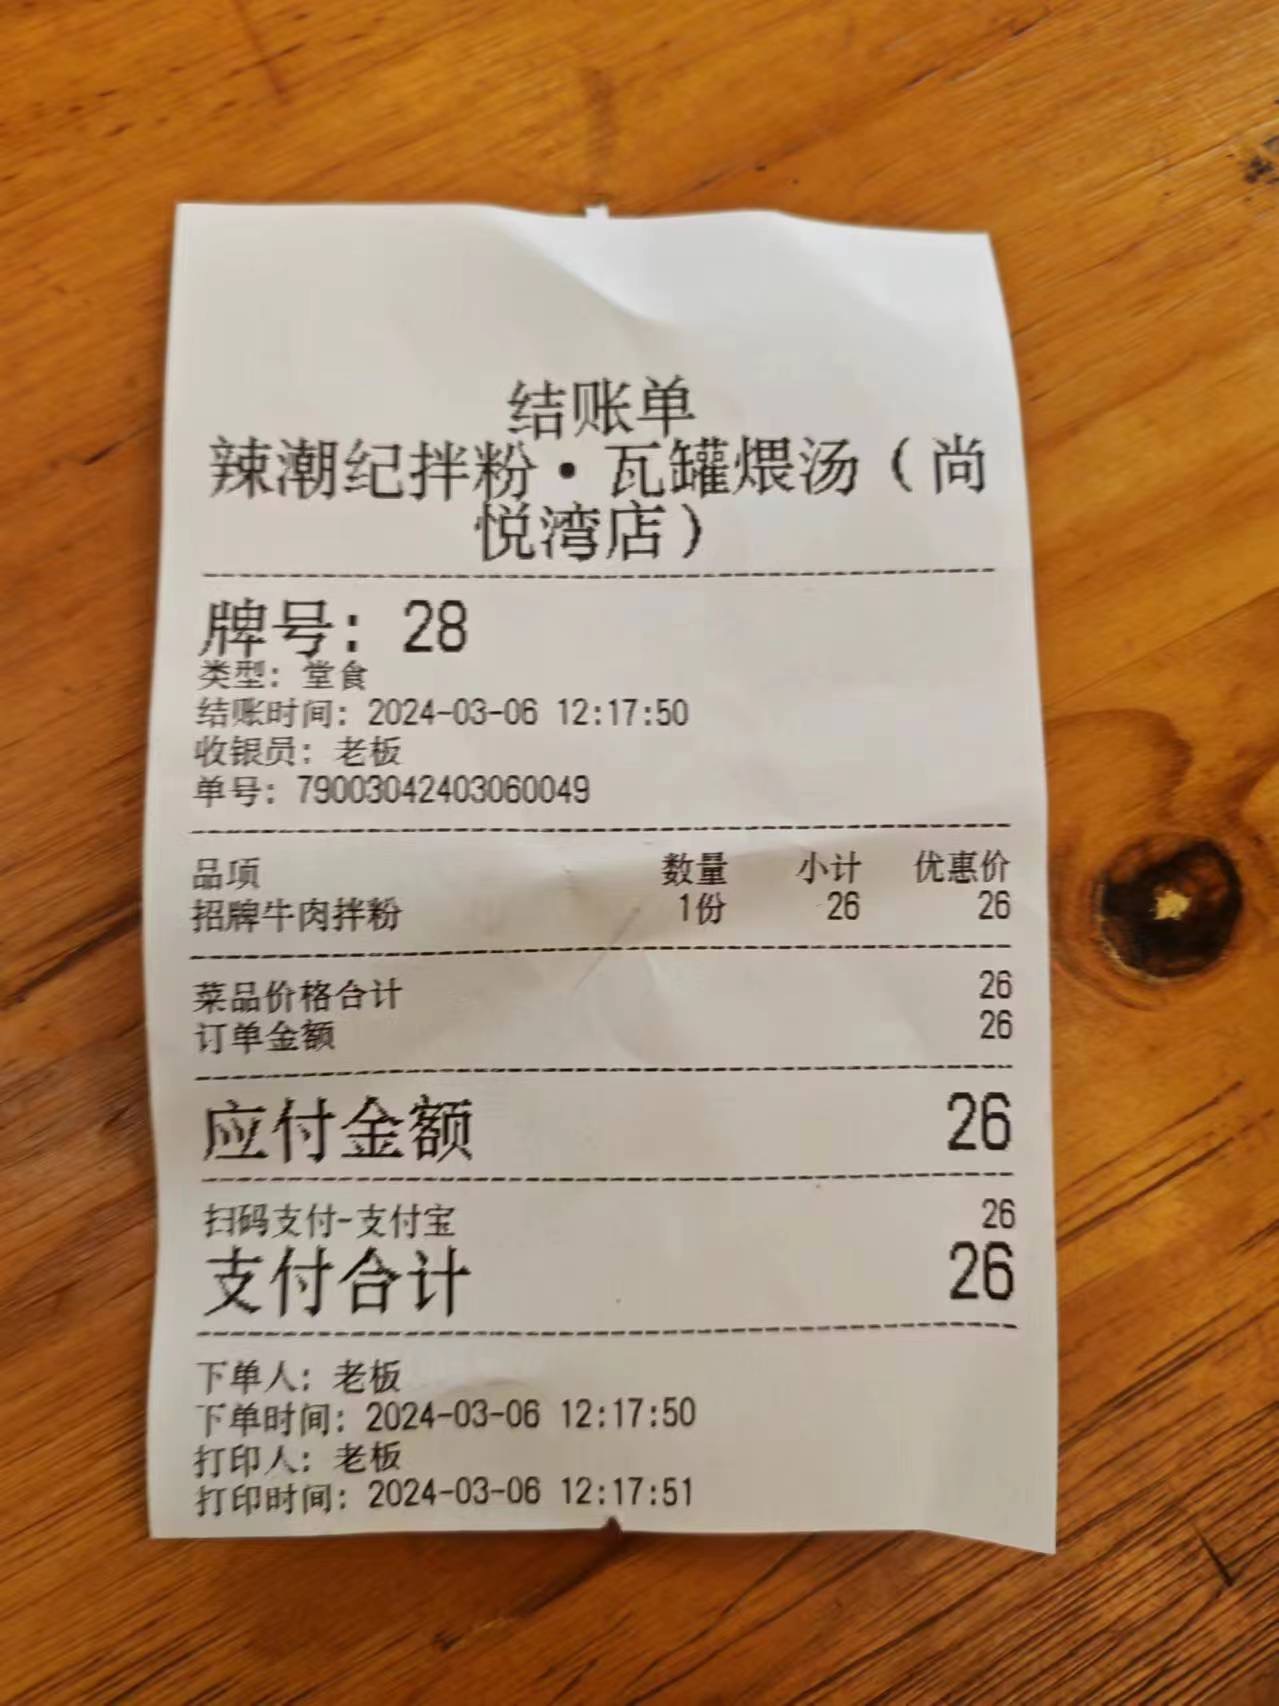 结账单
辣潮纪拌粉·瓦罐煨汤(尚
悦湾店)
牌号: 28
类型: 堂食
结账时间: 2024-03-06 12:17:50
收银员: 老板
单号: 79003042403060049
品项 数量 小计 优惠价
招牌牛肉拌粉 1份 26 26
菜品价格合计 26
订单金额 26
应付金额 26
扫码支付-支付宝 26
支付合计 26
下单人: 老板
下单时间: 2024-03-06 12:17:50
打印人: 老板
打印时间: 2024-03-06 12:17:51